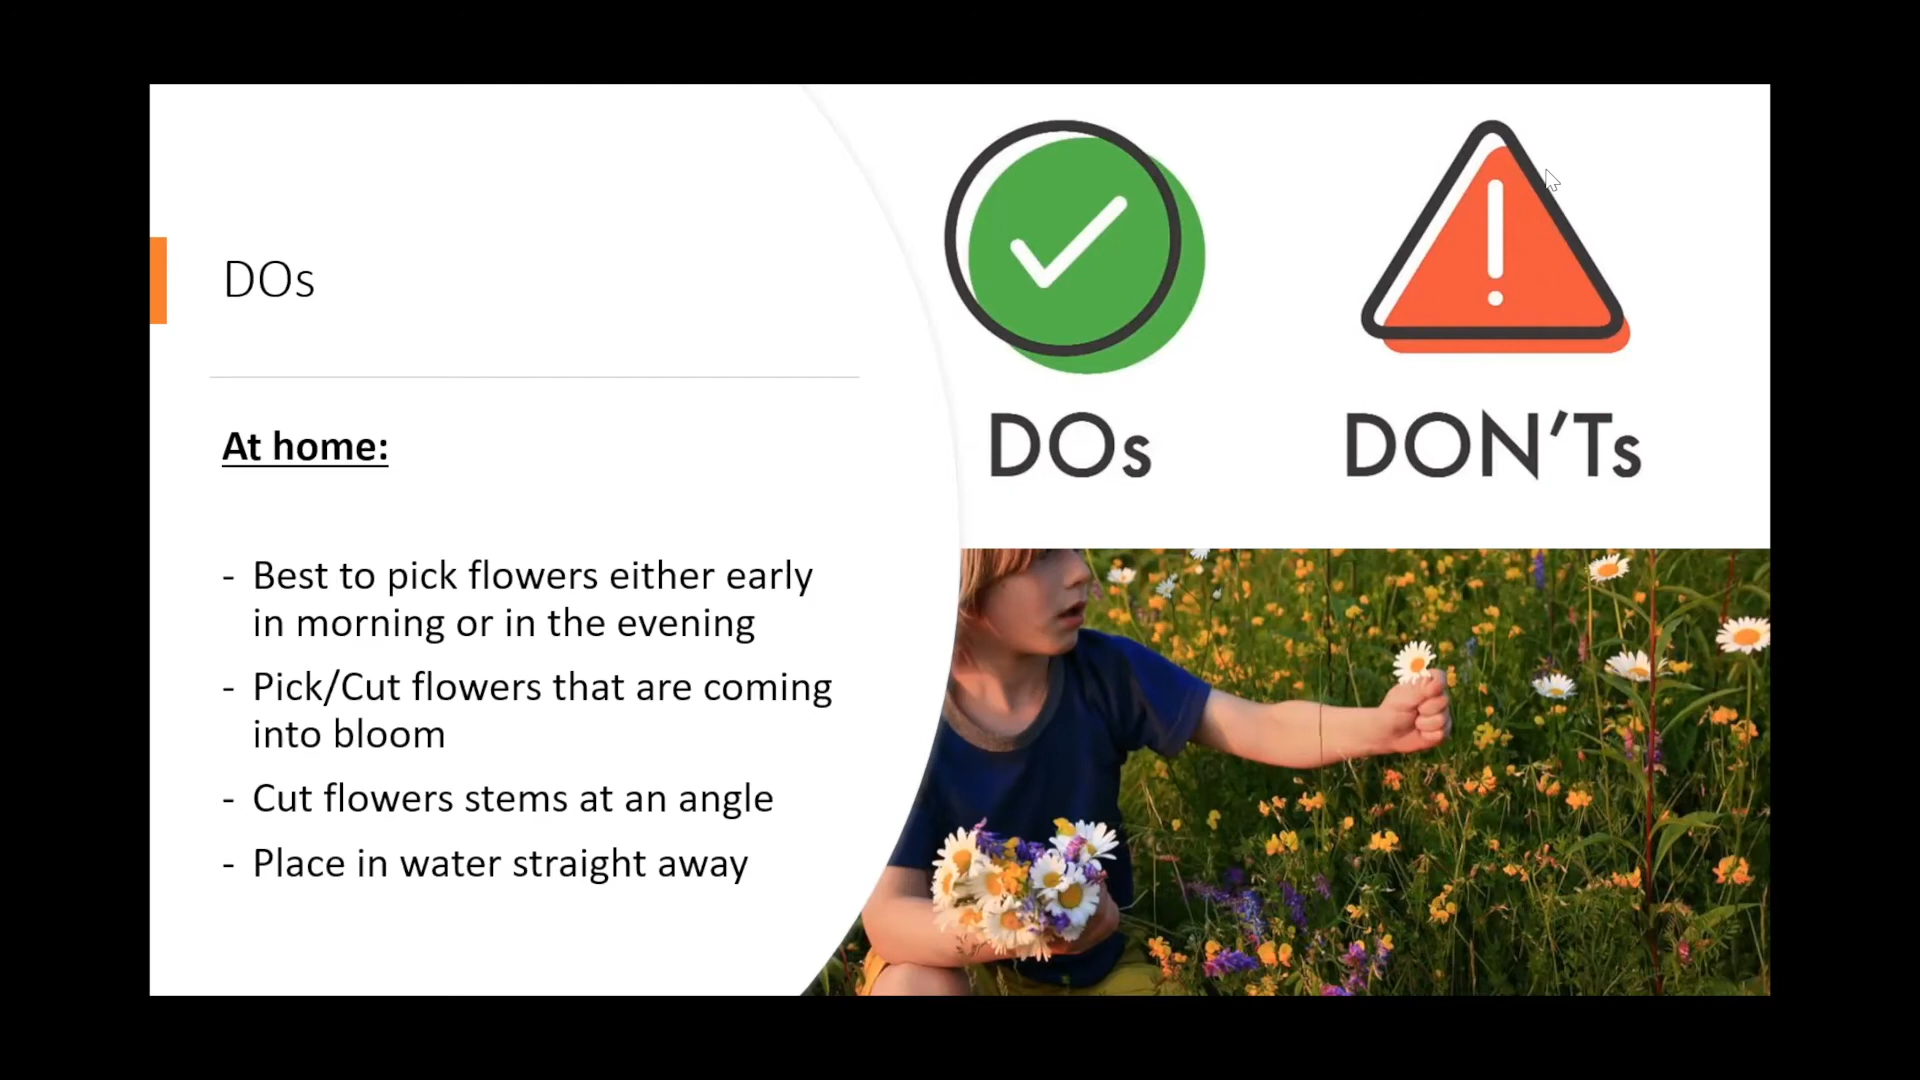 DOs
At home:
- Best to pick flowers either early
in morning or in the evening
- Pick/Cut flowers that are coming
into bloom
- Cut flowers stems at an angle
- Place in water straight away
DOs
DON’Ts